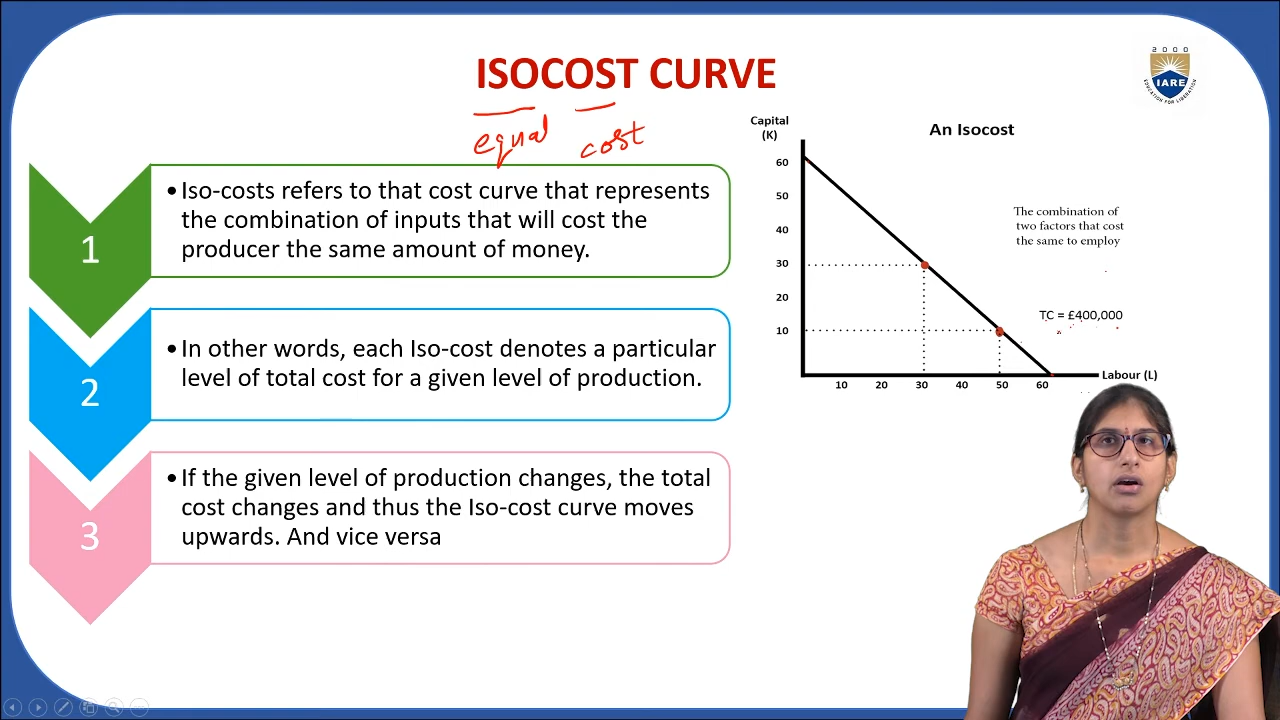 ISOCOST CURVE
equal cost
2000
IARE
EDUCATION FOR LIBERATION
1
•Iso-costs refers to that cost curve that represents
the combination of inputs that will cost the
producer the same amount of money.
2
•In other words, each Iso-cost denotes a particular
level of total cost for a given level of production.
3
•If the given level of production changes, the total
cost changes and thus the Iso-cost curve moves
upwards. And vice versa
An Isocost
Capital
(K)
60
50
40
30
20
10
The combination of
two factors that cost
the same to employ
TC = £400,000
10 20 30 40 50 60
Labour (L)